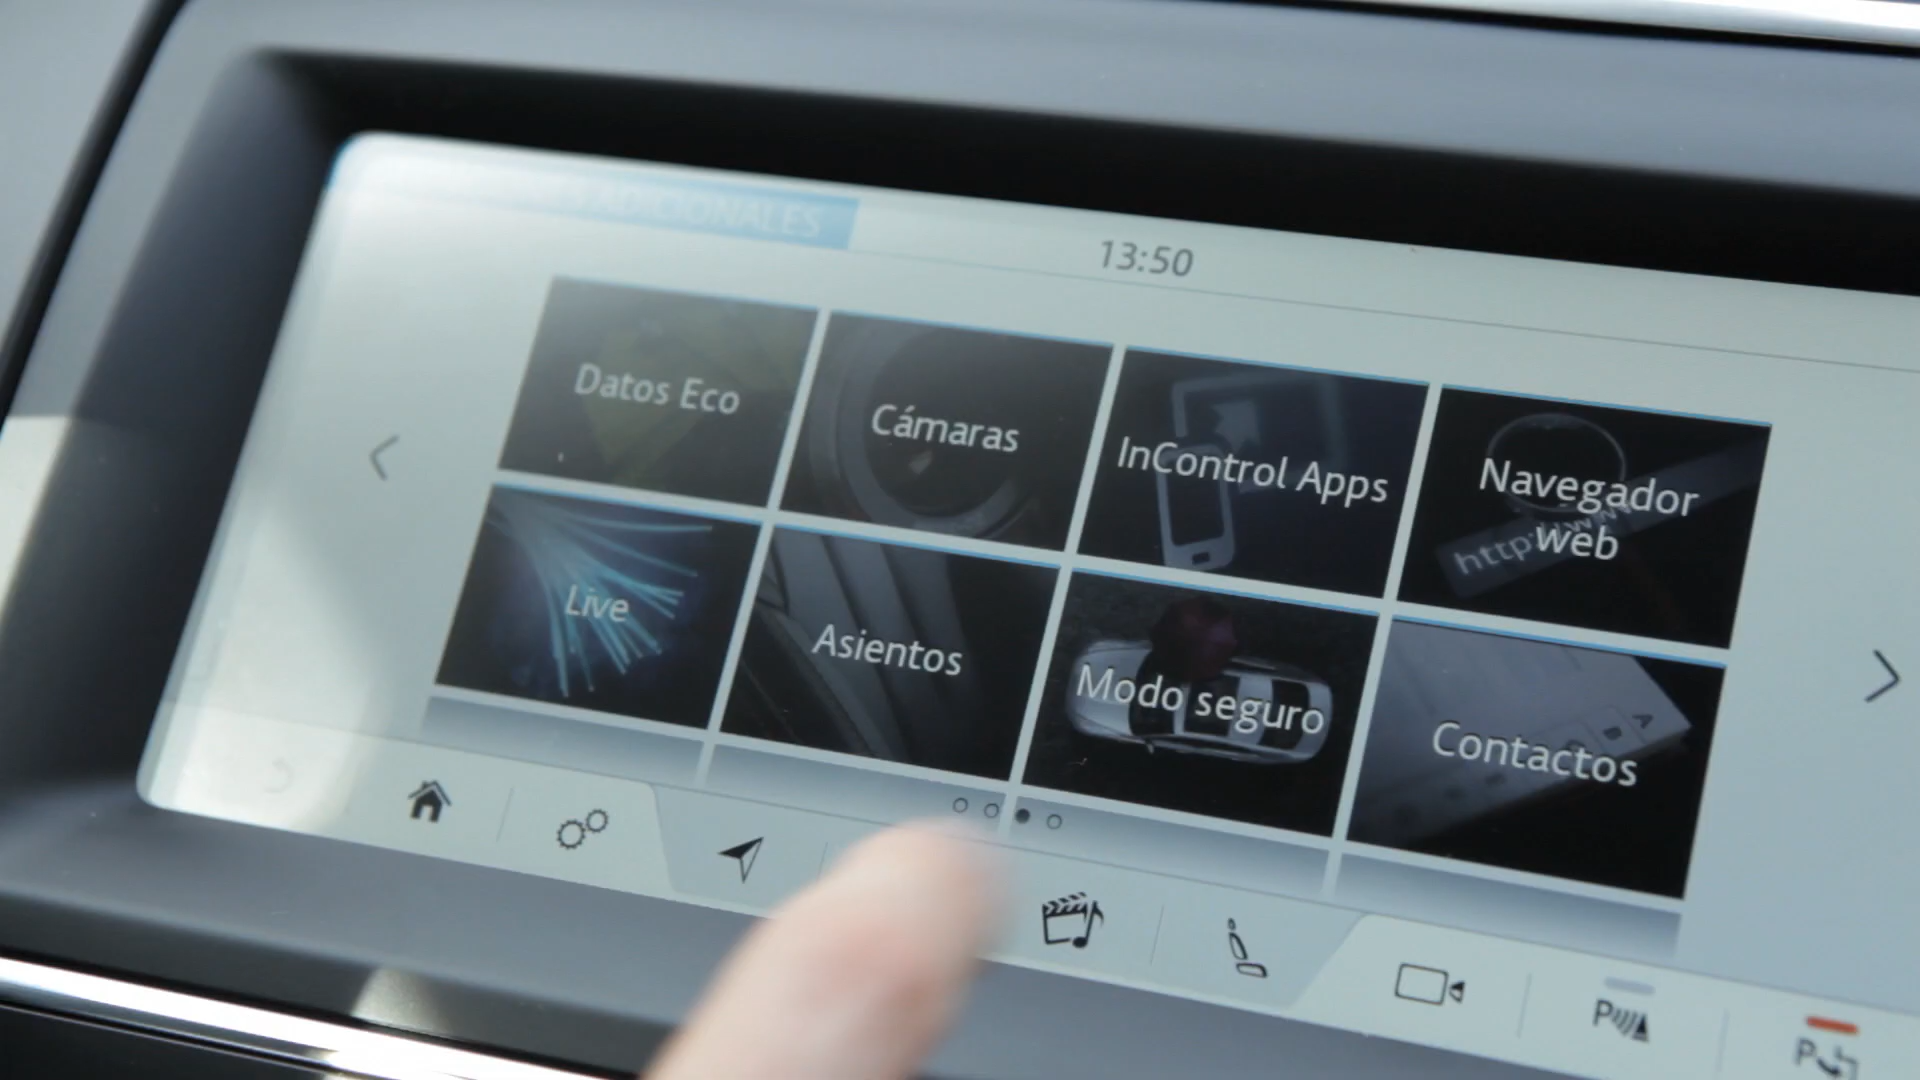 ADICIONALES
13:50
Datos Eco
Cámaras
InControl Apps
Navegador
web
http
Live
Asientos
Modo seguro
Contactos
A
P
P